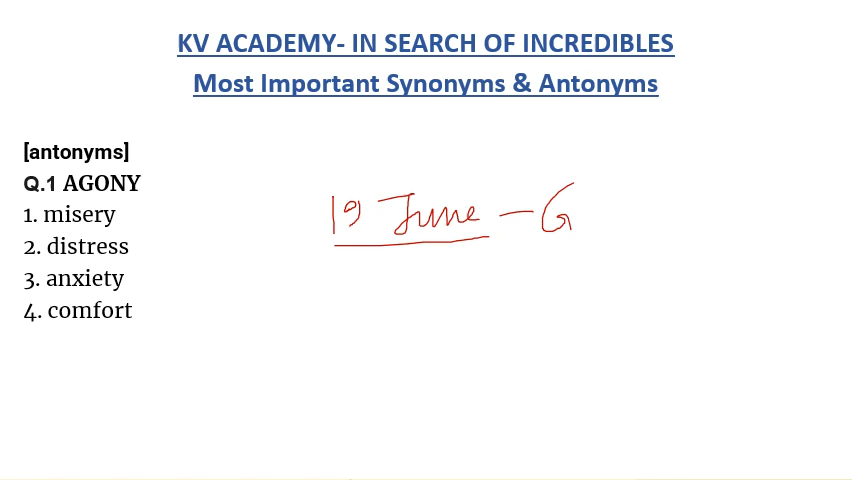 KV ACADEMY- IN SEARCH OF INCREDIBLES
Most Important Synonyms & Antonyms
[antonyms]
Q.1 AGONY
1. misery
2. distress
3. anxiety
4. comfort
19 June - G